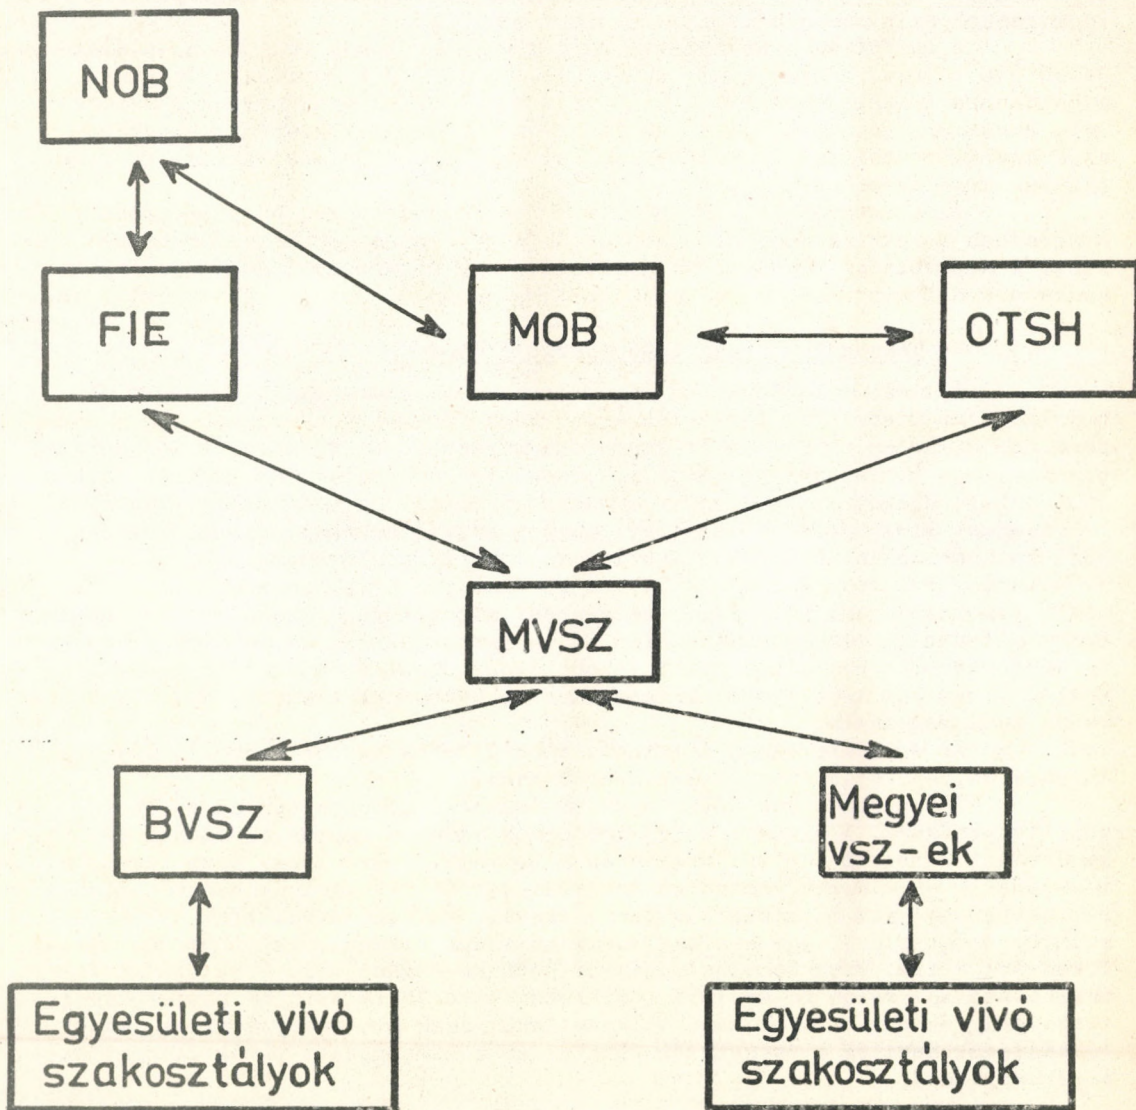 NOB
FIE
MOB
OTSH
MVSZ
BVSZ
Megyei
vsz-ek
Egyesületi vívó
szakosztályok
Egyesületi vívó
szakosztályok